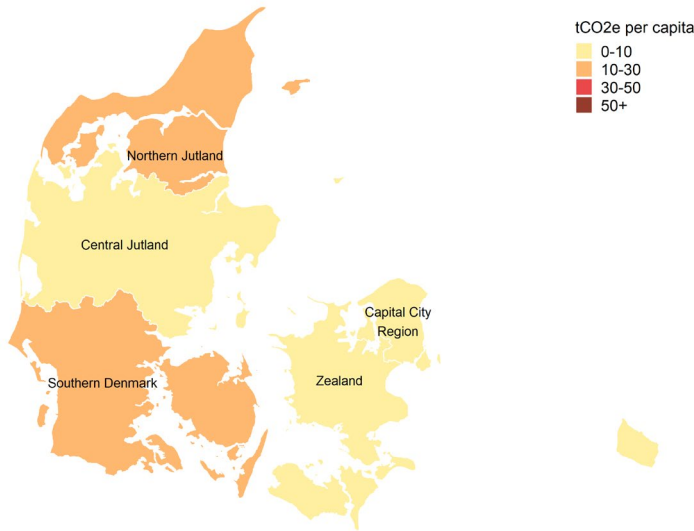 tCO2e per capita
0-10
10-30
30-50
50+
Northern Jutland
Central Jutland
Capital City
Region
Southern Denmark
Zealand